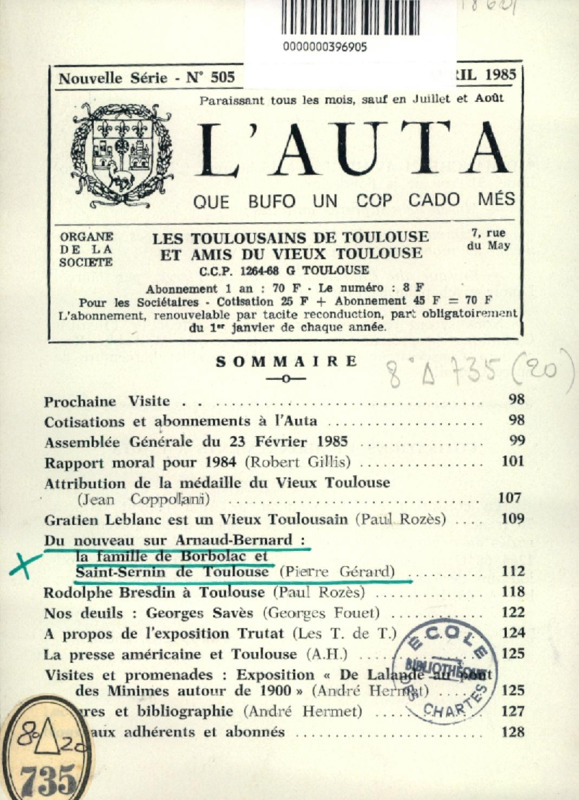 0000000396905
Nouvelle Série - N° 505
RIL 1985
Paraissant tous les mois, sauf en Juillet et Août
L'AUTA
QUE BUFO UN COP CADO MÉS
ORGANE
DE LA
SOCIETE
LES TOULOUSAINS DE TOULOUSE
ET AMIS DU VIEUX TOULOUSE
C.C.P. 1264-68 G TOULOUSE
7, rue
du May
Abonnement 1 an : 70 F - Le numéro : 8 F
Pour les Sociétaires - Cotisation 25 F + Abonnement 45 F = 70 F
L'abonnement, renouvelable par tacite reconduction, part obligatoirement
du 1er janvier de chaque année.
SOMMAIRE
8° Δ 735 (20)
Prochaine Visite . . .................... 98
Cotisations et abonnements à l'Auta .................... 98
Assemblée Générale du 23 Février 1985 .................... 99
Rapport moral pour 1984 (Robert Gillis) .................... 101
Attribution de la médaille du Vieux Toulouse
(Jean Coppolani) .................... 107
Gratien Leblanc est un Vieux Toulousain (Paul Rozès) .... 109
Du nouveau sur Arnaud-Bernard :
la famille de Borbolac et
Saint-Sernin de Toulouse (Pierre Gérard) .......... 112
Rodolphe Bresdin à Toulouse (Paul Rozès) .......... 118
Nos deuils : Georges Savès (Georges Fouet) .......... 122
A propos de l'exposition Trutat (Les T. de T.) 124
La presse américaine et Toulouse (A.H.) .......... 125
Visites et promenades : Exposition « De Lalande au Pont
des Minimes autour de 1900 » (André Hermet) 125
res et bibliographie (André Hermet) .......... 127
aux adhérents et abonnés .................... 128
ÉCOLE
BIBLIOTHÈQUE
DES CHARTES
8° Δ 20
735